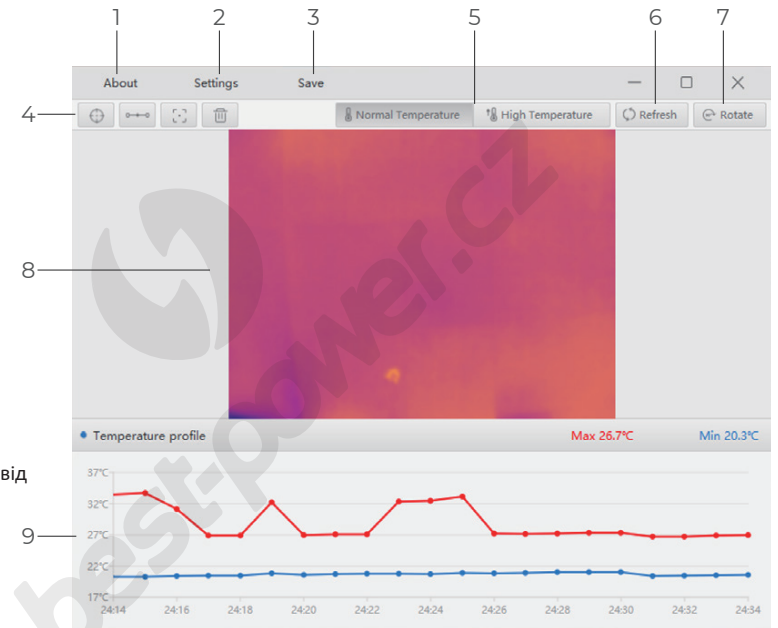 1 2 3 5 6 7
About Settings Save
4 Normal Temperature High Temperature Refresh Rotate
8
Temperature profile Max 26.7°C Min 20.3°C
від
37°C
32°C
9 27°C
22°C
17°C
24:14 24:16 24:18 24:20 24:22 24:24 24:26 24:28 24:30 24:32 24:34
best-power.cz